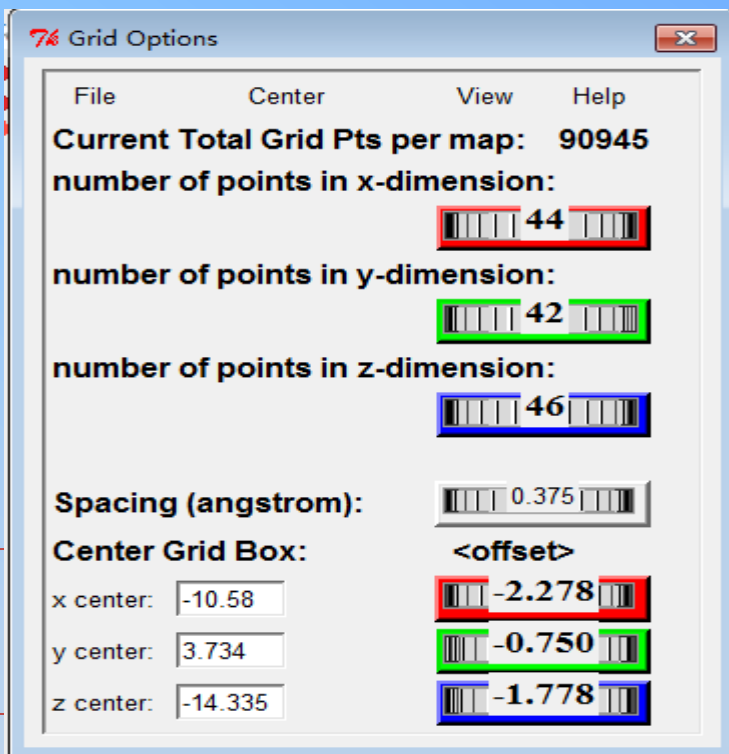 Grid Options
File Center View Help
Current Total Grid Pts per map: 90945
number of points in x-dimension:
44
number of points in y-dimension:
42
number of points in z-dimension:
46
Spacing (angstrom): 0.375
Center Grid Box: <offset>
x center: -10.58 -2.278
y center: 3.734 -0.750
z center: -14.335 -1.778